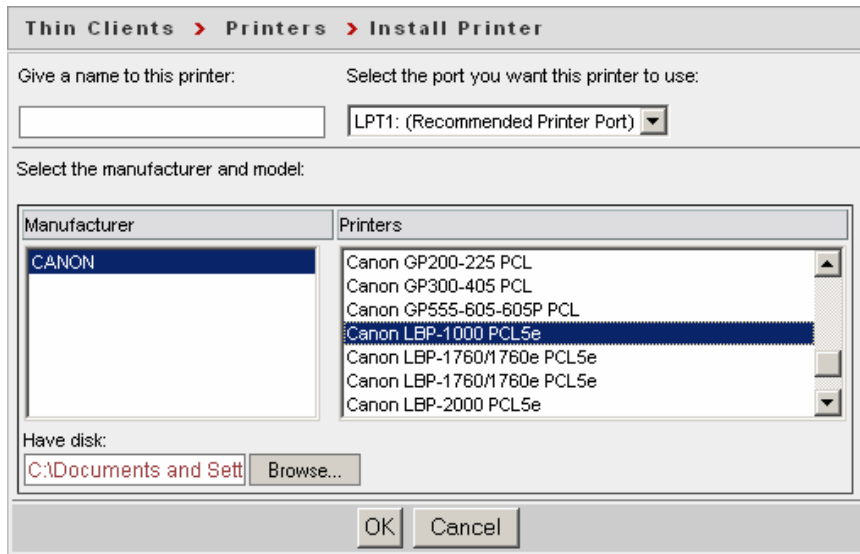 Thin Clients > Printers > Install Printer
Give a name to this printer:
Select the port you want this printer to use:
LPT1: (Recommended Printer Port)
Select the manufacturer and model:
Manufacturer
Printers
CANON
Canon GP200-225 PCL
Canon GP300-405 PCL
Canon GP555-605-605P PCL
Canon LBP-1000 PCL5e
Canon LBP-1760/1760e PCL5e
Canon LBP-1760/1760e PCL5e
Canon LBP-2000 PCL5e
Have disk:
C:\Documents and Sett
Browse...
OK
Cancel